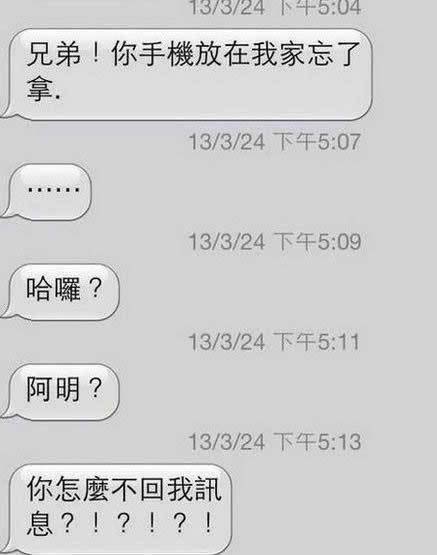 13/3/24 下午5:04
兄弟！你手機放在我家忘了
拿.
13/3/24 下午5:07
⋯⋯
13/3/24 下午5:09
哈囉？
13/3/24 下午5:11
阿明？
13/3/24 下午5:13
你怎麼不回我訊
息？！？！？！